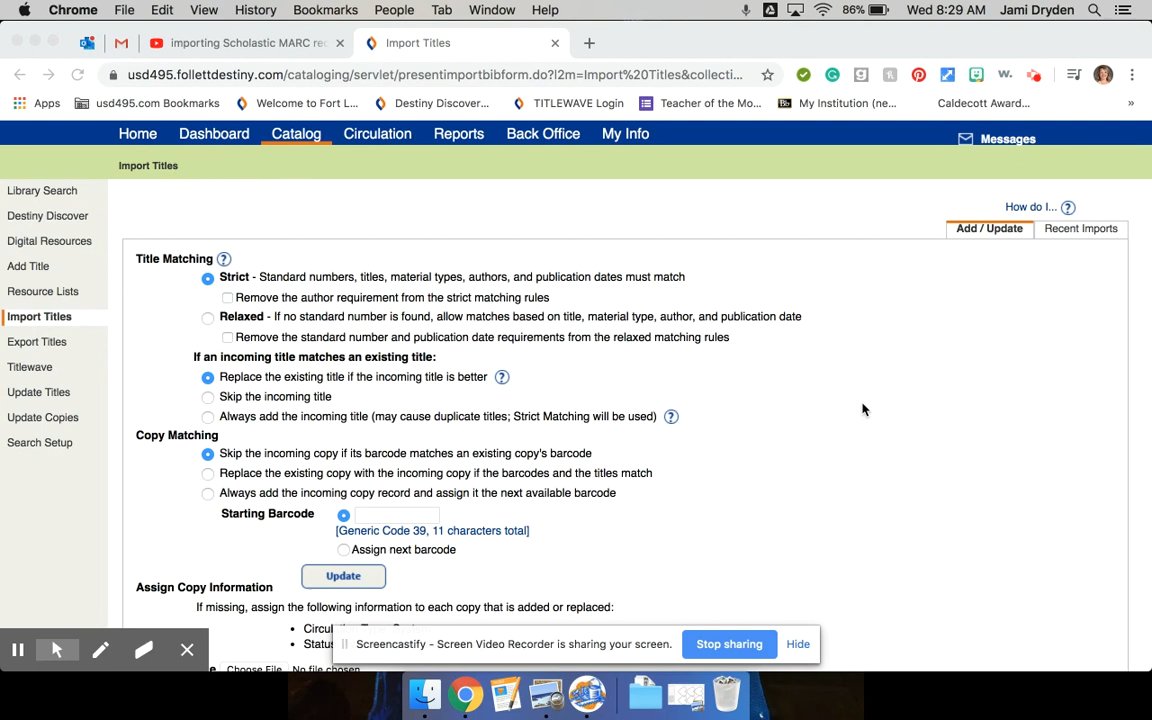 Chrome File Edit View History Bookmarks People Tab Window Help 86% Wed 8:29 AM Jami Dryden
importing Scholastic MARC rec Import Titles
usd495.follettdestiny.com/cataloging/servlet/presentimportbibform.do?l2m=Import%20Titles&collecti...
Apps usd495.com Bookmarks Welcome to Fort L... Destiny Discover... TITLEWAVE Login Teacher of the Mo... My Institution (ne... Caldecott Award...
Home Dashboard Catalog Circulation Reports Back Office My Info Messages
Import Titles
Library Search
Destiny Discover
Digital Resources
Add Title
Resource Lists
Import Titles
Export Titles
Titlewave
Update Titles
Update Copies
Search Setup
How do I... ?
Add / Update Recent Imports
Title Matching ?
Strict - Standard numbers, titles, material types, authors, and publication dates must match
Remove the author requirement from the strict matching rules
Relaxed - If no standard number is found, allow matches based on title, material type, author, and publication date
Remove the standard number and publication date requirements from the relaxed matching rules
If an incoming title matches an existing title:
Replace the existing title if the incoming title is better ?
Skip the incoming title
Always add the incoming title (may cause duplicate titles; Strict Matching will be used) ?
Copy Matching
Skip the incoming copy if its barcode matches an existing copy's barcode
Replace the existing copy with the incoming copy if the barcodes and the titles match
Always add the incoming copy record and assign it the next available barcode
Starting Barcode
[Generic Code 39, 11 characters total]
Assign next barcode
Update
Assign Copy Information
If missing, assign the following information to each copy that is added or replaced:
• Circu
• Status
Screencastify - Screen Video Recorder is sharing your screen. Stop sharing Hide
Choose File No file chosen